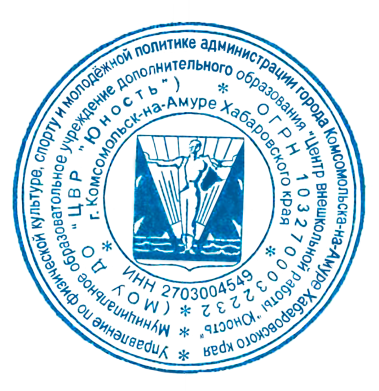 Управление по физической культуре, спорту и молодёжной политике администрации города Комсомольска-на-Амуре Хабаровского края *
Муниципальное образовательное учреждение дополнительного образования "Центр внешкольной работы "Юность" *
(МОУ ДО "ЦВР "Юность") * ОГРН 1032700032232 *
г.Комсомольск-на-Амуре Хабаровского края *
ИНН 2703004549 *